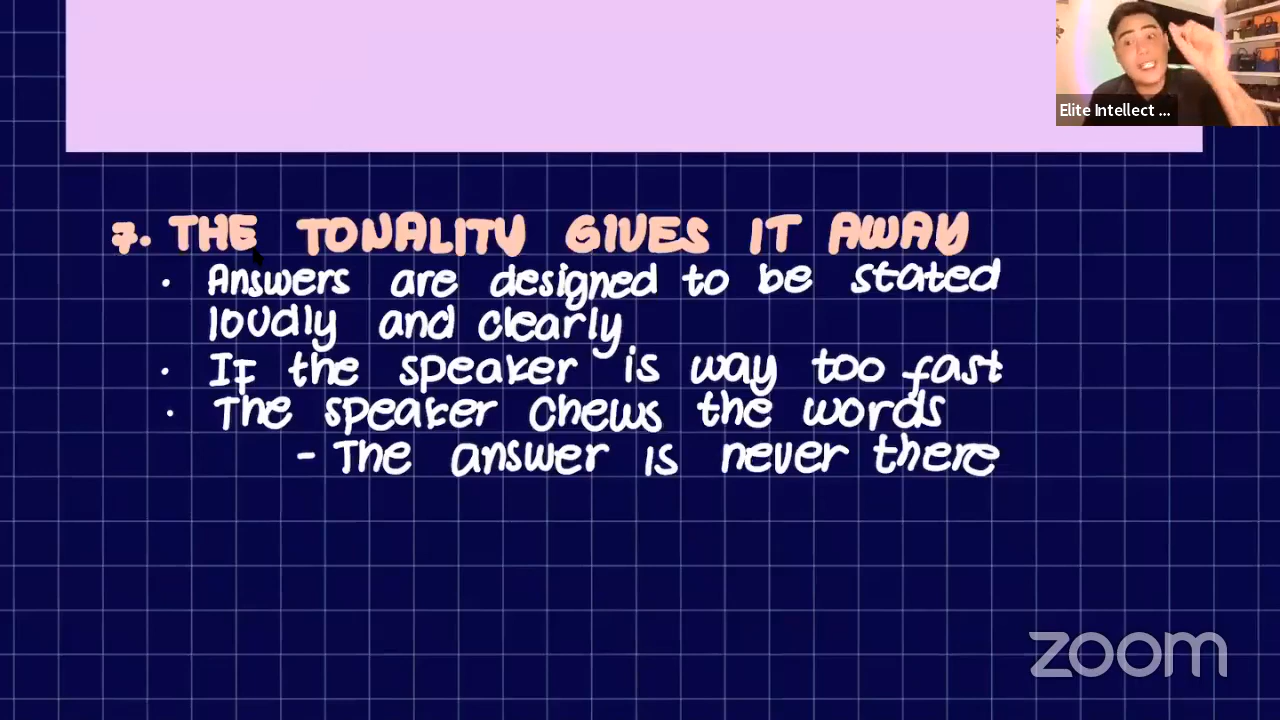 Elite Intellect ...
7. THE TONALITY GIVES IT AWAY
• Answers are designed to be stated
loudly and clearly
• If the speaker is way too fast
• The speaker chews the words
- The answer is never there
zoom